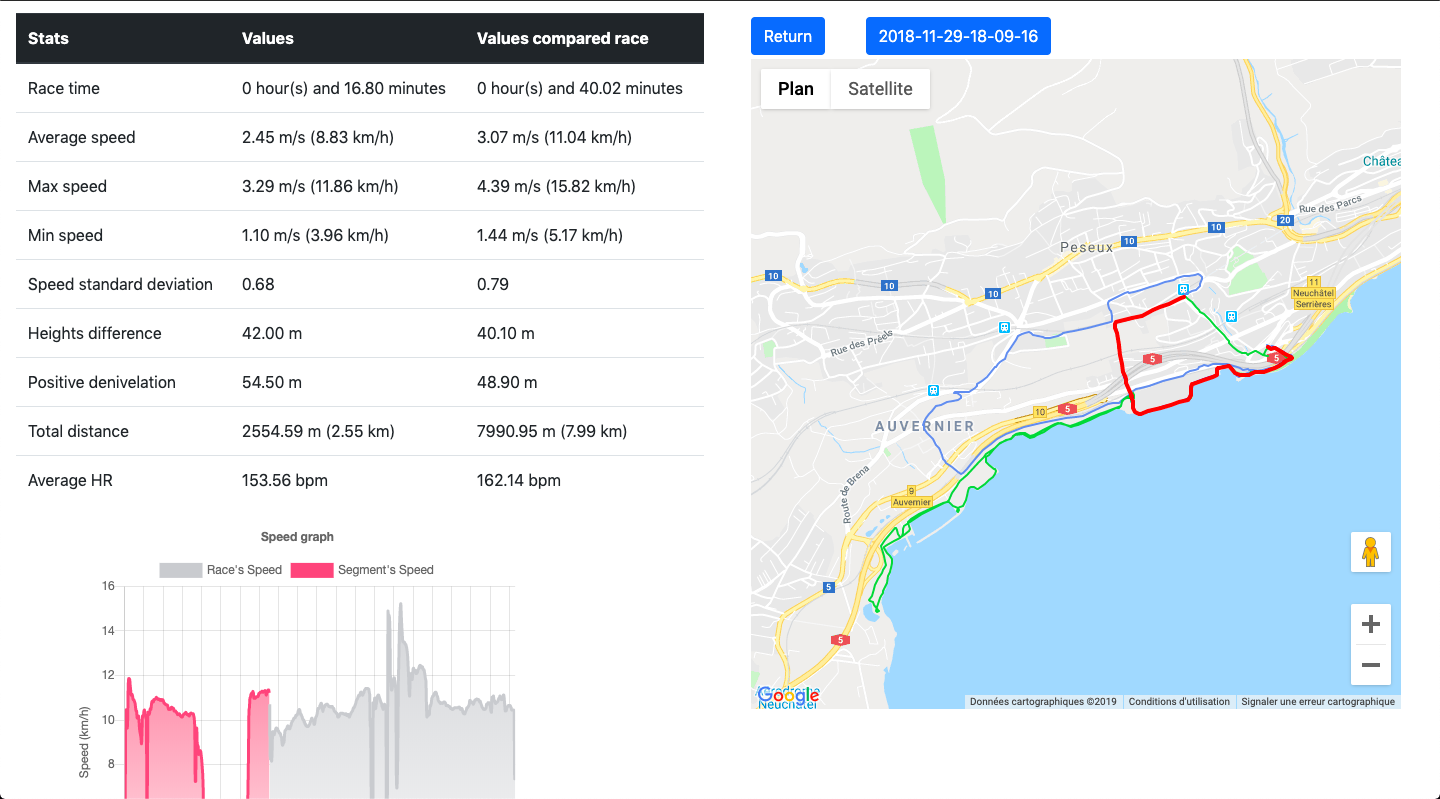 Stats Values Values compared race
Race time 0 hour(s) and 16.80 minutes 0 hour(s) and 40.02 minutes
Average speed 2.45 m/s (8.83 km/h) 3.07 m/s (11.04 km/h)
Max speed 3.29 m/s (11.86 km/h) 4.39 m/s (15.82 km/h)
Min speed 1.10 m/s (3.96 km/h) 1.44 m/s (5.17 km/h)
Speed standard deviation 0.68 0.79
Heights difference 42.00 m 40.10 m
Positive denivelation 54.50 m 48.90 m
Total distance 2554.59 m (2.55 km) 7990.95 m (7.99 km)
Average HR 153.56 bpm 162.14 bpm
Speed graph
Race's Speed Segment's Speed
16
14
12
10
8
Speed (km/h)
Return 2018-11-29-18-09-16
Plan Satellite
Châtea
Rue des Parcs
20
10
Peseux 10
10
10
10
11
Neuchâtel
Serrières
Rue des Préels
5
5
10
5
AUVERNIER
Route de Brena
9
Auvernier
5
5
Google
Neuchâtel
Données cartographiques ©2019 Conditions d'utilisation Signaler une erreur cartographique